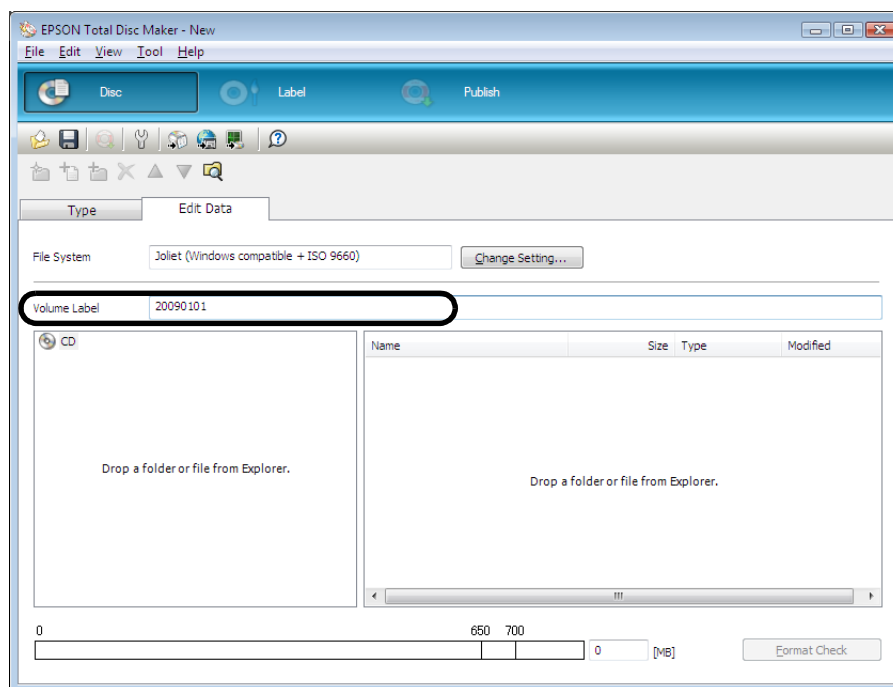 EPSON Total Disc Maker - New
File Edit View Tool Help
Disc Label Publish
Type Edit Data
File System Joliet (Windows compatible + ISO 9660) Change Setting...
Volume Label 20090101
CD
Name Size Type Modified
Drop a folder or file from Explorer.
Drop a folder or file from Explorer.
0 650 700
0 [MB] Format Check